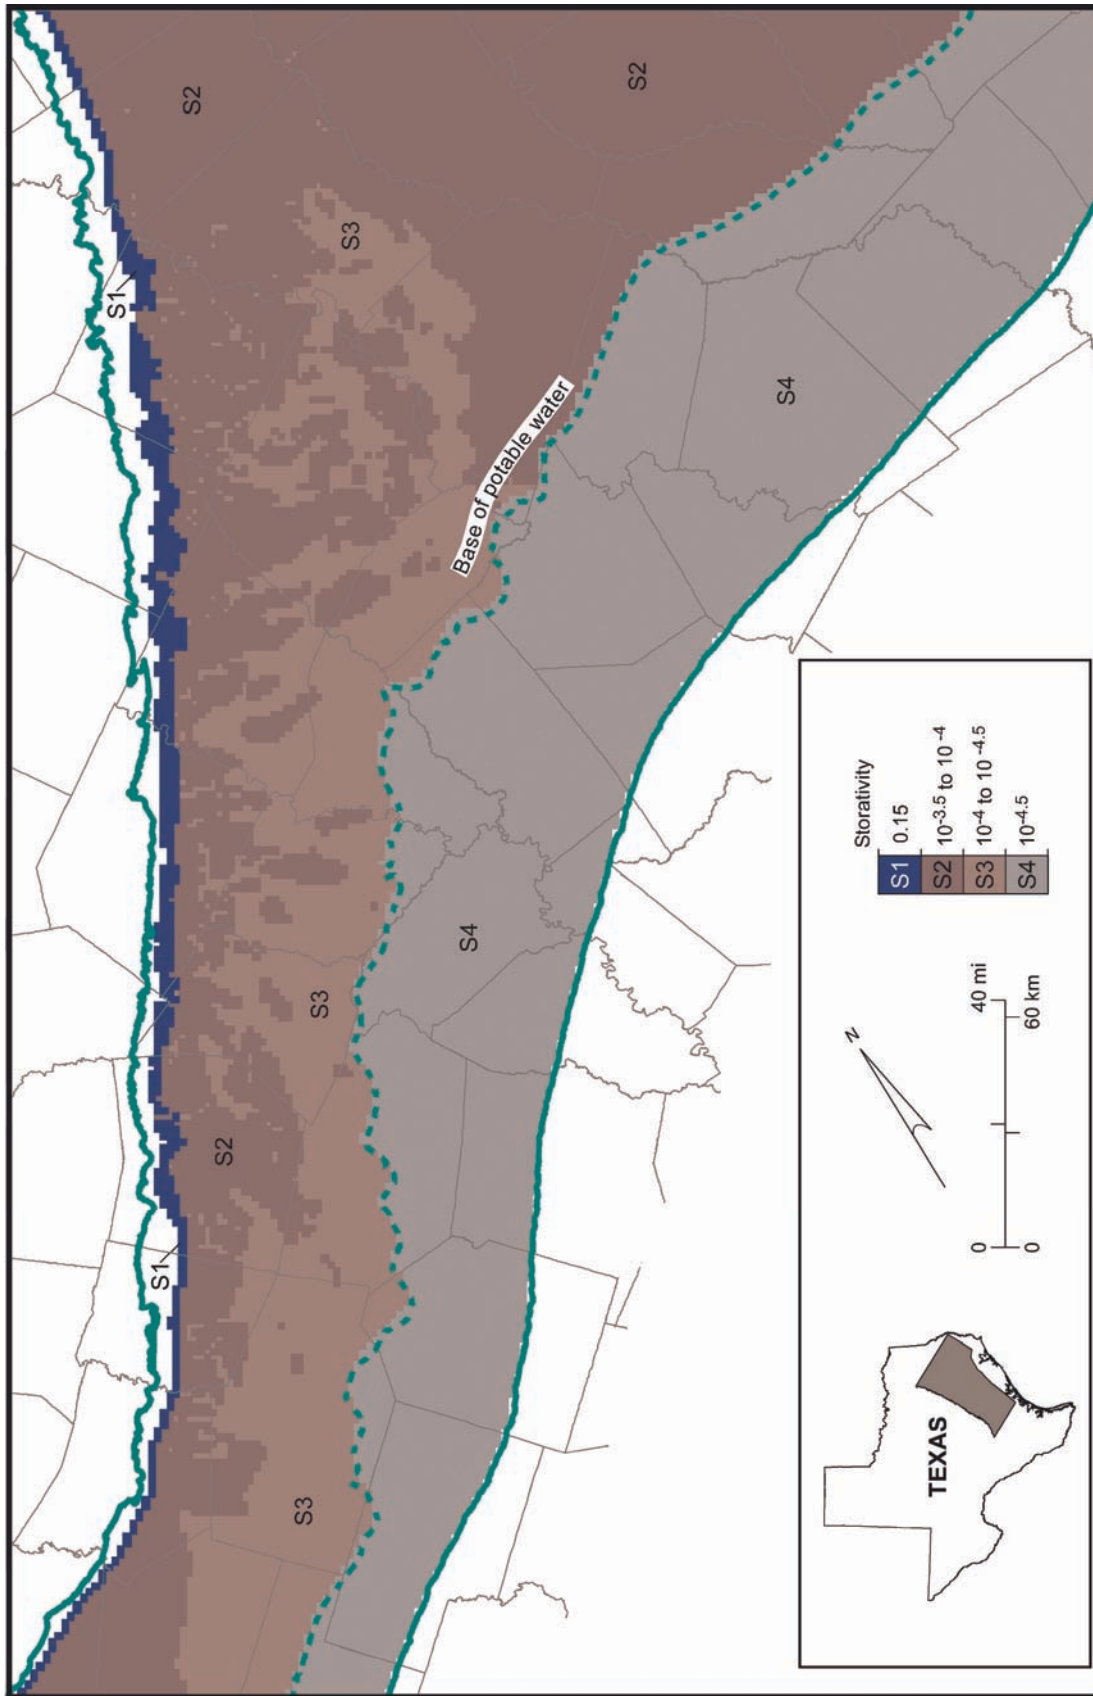 S2
S2
S1
S3
S4
Base of potable water
S4
S3
S2
S1
S3
Storativity
S1 0.15
S2 10^-3.5 to 10^-4
S3 10^-4 to 10^-4.5
S4 10^-4.5
N
0 40 mi
0 60 km
TEXAS